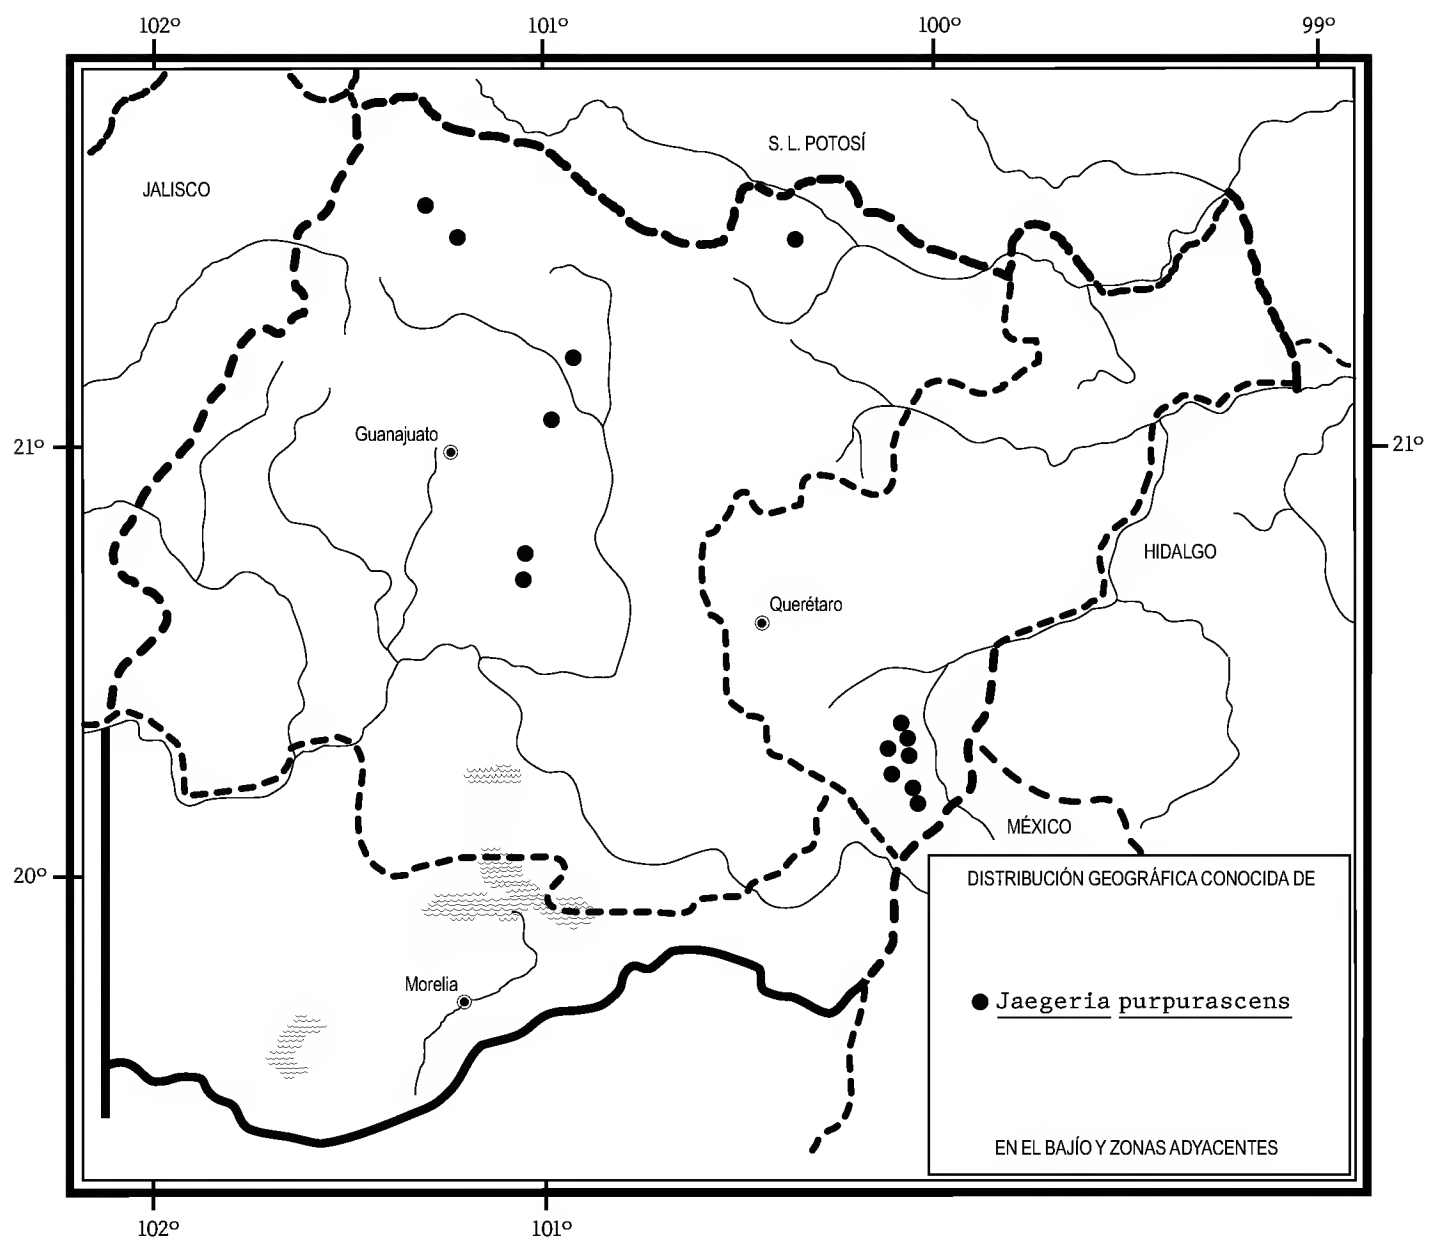 102º 101º 100º 99º
S. L. POTOSÍ
JALISCO
Guanajuato
21º 21º
HIDALGO
Querétaro
MÉXICO
20º
DISTRIBUCIÓN GEOGRÁFICA CONOCIDA DE
Morelia
Jaegeria purpurascens
EN EL BAJÍO Y ZONAS ADYACENTES
102º 101º